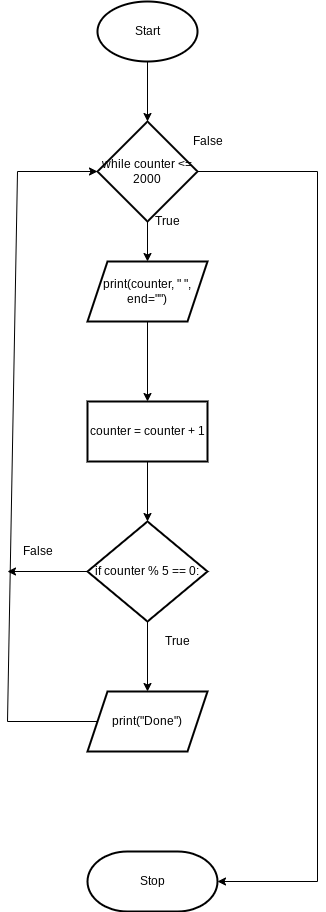 Start
False
while counter <=
2000
True
print(counter, " ",
end="")
counter = counter + 1
False
if counter % 5 == 0:
True
print("Done")
Stop